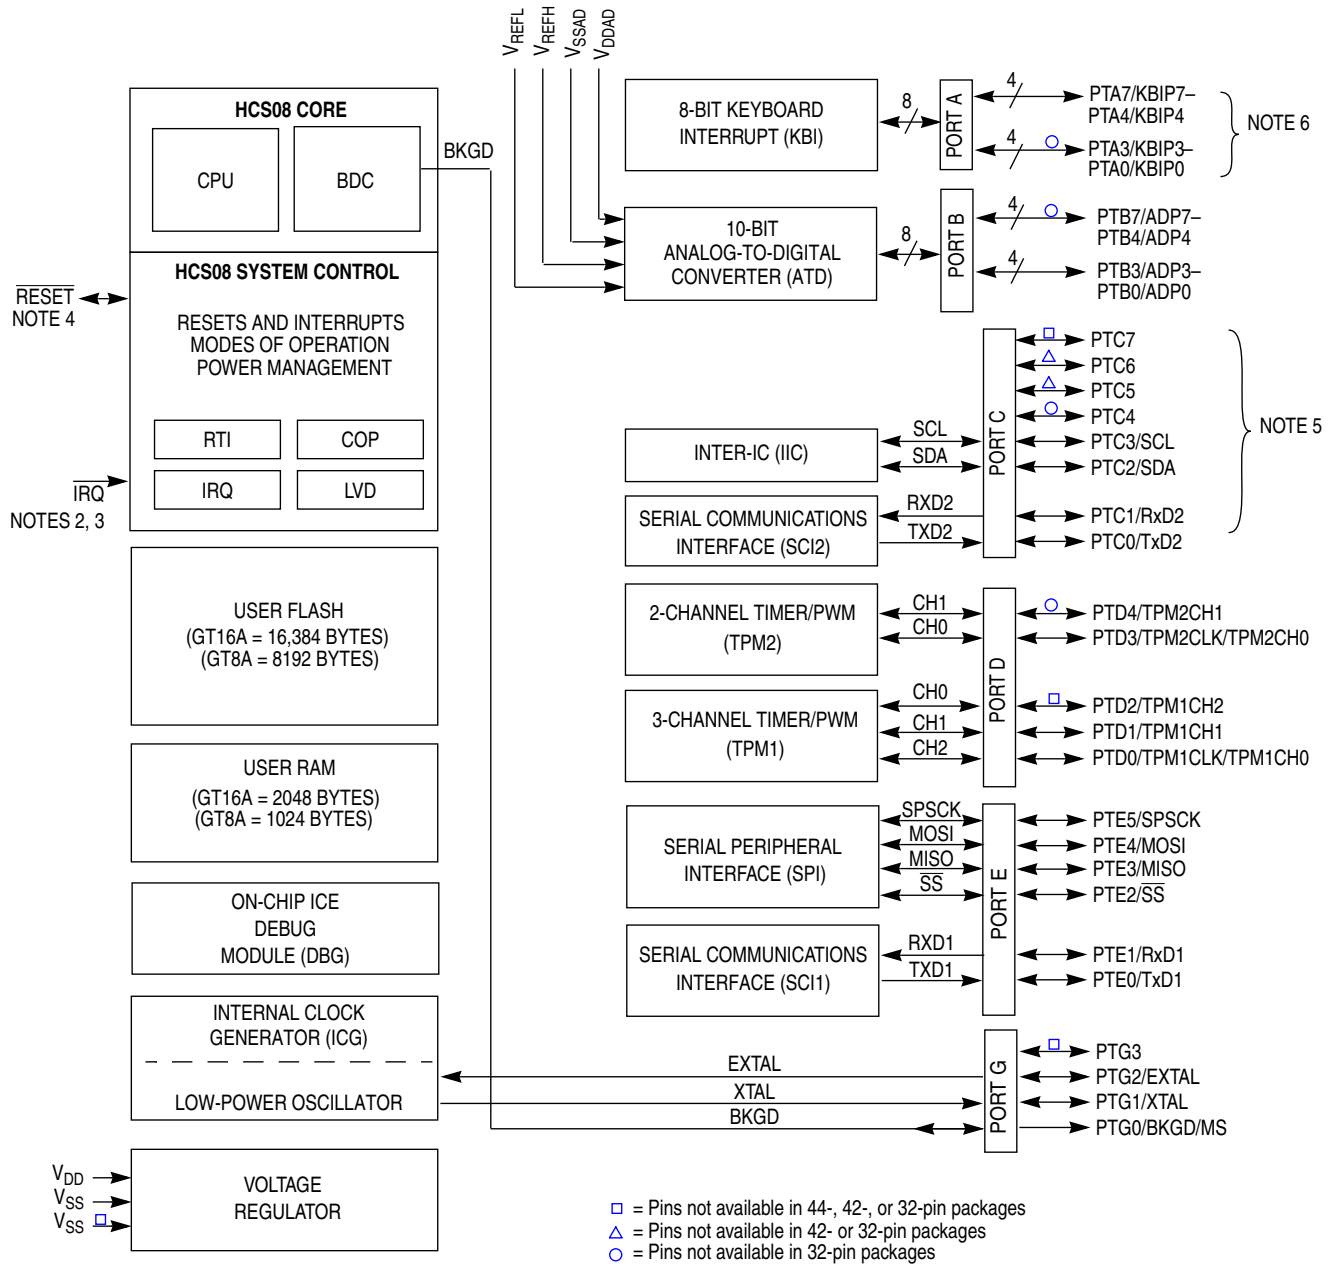 VREFL
VREFH
VSSAD
VDDAD
HCS08 CORE
CPU
BDC
BKGD
HCS08 SYSTEM CONTROL
RESET
NOTE 4
RESETS AND INTERRUPTS
MODES OF OPERATION
POWER MANAGEMENT
RTI
COP
IRQ
LVD
IRQ
NOTES 2, 3
USER FLASH
(GT16A = 16,384 BYTES)
(GT8A = 8192 BYTES)
USER RAM
(GT16A = 2048 BYTES)
(GT8A = 1024 BYTES)
ON-CHIP ICE
DEBUG
MODULE (DBG)
INTERNAL CLOCK
GENERATOR (ICG)
LOW-POWER OSCILLATOR
VDD
VSS
VSS
VOLTAGE
REGULATOR
8-BIT KEYBOARD
INTERRUPT (KBI)
8
PORT A
4
PTA7/KBIP7–
PTA4/KBIP4
4
PTA3/KBIP3–
PTA0/KBIP0
NOTE 6
10-BIT
ANALOG-TO-DIGITAL
CONVERTER (ATD)
8
PORT B
4
PTB7/ADP7–
PTB4/ADP4
4
PTB3/ADP3–
PTB0/ADP0
INTER-IC (IIC)
SCL
SDA
SERIAL COMMUNICATIONS
INTERFACE (SCI2)
RXD2
TXD2
PORT C
PTC7
PTC6
PTC5
PTC4
PTC3/SCL
PTC2/SDA
PTC1/RxD2
PTC0/TxD2
NOTE 5
2-CHANNEL TIMER/PWM
(TPM2)
CH1
CH0
3-CHANNEL TIMER/PWM
(TPM1)
CH0
CH1
CH2
PORT D
PTD4/TPM2CH1
PTD3/TPM2CLK/TPM2CH0
PTD2/TPM1CH2
PTD1/TPM1CH1
PTD0/TPM1CLK/TPM1CH0
SERIAL PERIPHERAL
INTERFACE (SPI)
SPSCK
MOSI
MISO
SS
SERIAL COMMUNICATIONS
INTERFACE (SCI1)
RXD1
TXD1
PORT E
PTE5/SPSCK
PTE4/MOSI
PTE3/MISO
PTE2/SS
PTE1/RxD1
PTE0/TxD1
EXTAL
XTAL
BKGD
PORT G
PTG3
PTG2/EXTAL
PTG1/XTAL
PTG0/BKGD/MS
= Pins not available in 44-, 42-, or 32-pin packages
= Pins not available in 42- or 32-pin packages
= Pins not available in 32-pin packages